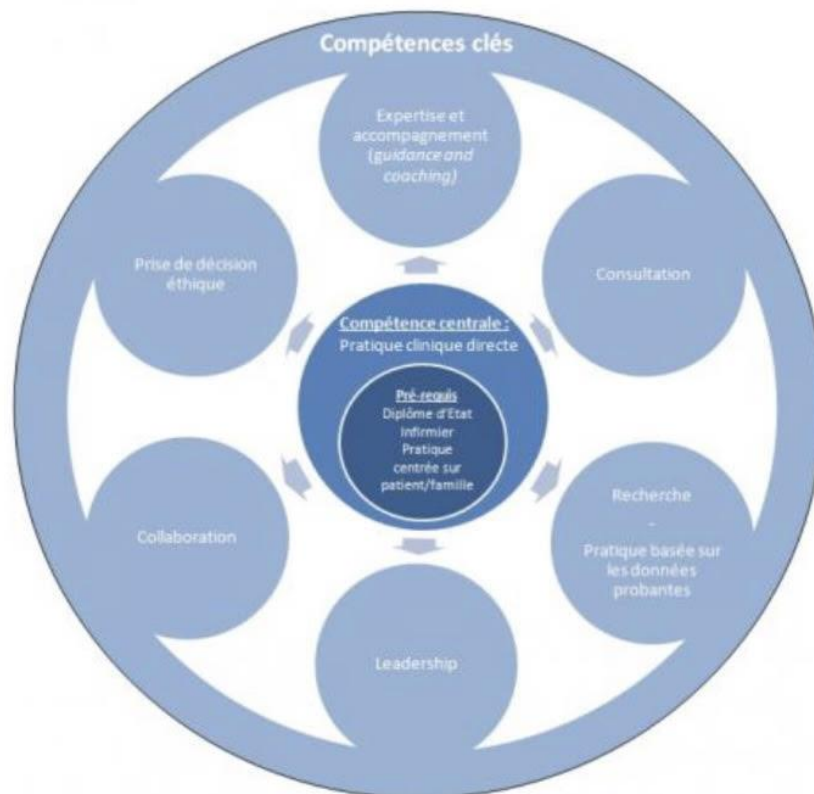 Compétences clés
Expertise et
accompagnement
(guidance and
coaching)
Prise de décision
éthique
Consultation
Compétence centrale :
Pratique clinique directe
Pré-requis
Diplôme d'Etat
Infirmier
Pratique
centrée sur
patient/famille
Collaboration
Recherche
-
Pratique basée sur
les données
probantes
Leadership